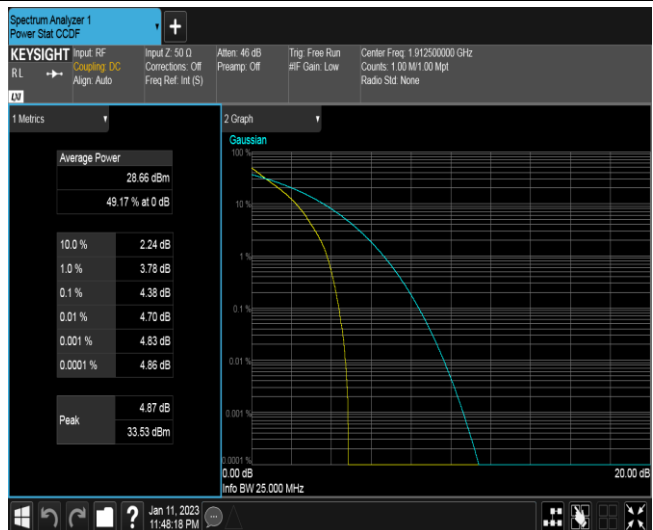 Spectrum Analyzer 1
Power Stat CCDF
+
KEYSIGHT
RL
Input: RF
Coupling: DC
Align: Auto
Input Z: 50 Ω
Corrections: Off
Freq Ref: Int (S)
Atten: 46 dB
Preamp: Off
Trig: Free Run
#IF Gain: Low
Center Freq: 1.912500000 GHz
Counts: 1.00 M/1.00 Mpt
Radio Std: None
1 Metrics
Average Power
28.66 dBm
49.17 % at 0 dB
10.0 % 2.24 dB
1.0 % 3.78 dB
0.1 % 4.38 dB
0.01 % 4.70 dB
0.001 % 4.83 dB
0.0001 % 4.86 dB
Peak
4.87 dB
33.53 dBm
2 Graph
Gaussian
100 %
10 %
1 %
0.1 %
0.01 %
0.001 %
0.0001 %
0.00 dB 20.00 dB
Info BW 25.000 MHz
?
Jan 11, 2023
11:48:18 PM